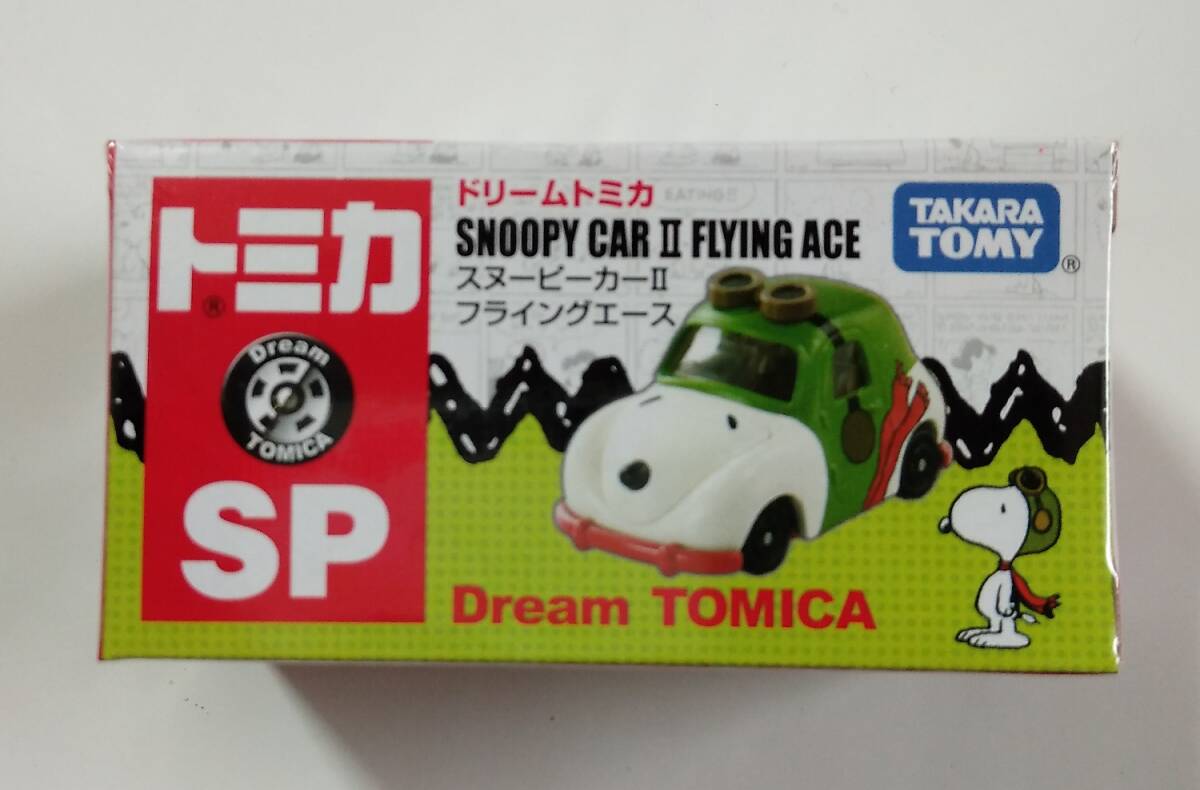 トミカ
®
Dream
TOMICA
SP
ドリームトミカ
SNOOPY CAR II FLYING ACE
スヌーピーカーII
フライングエース
TAKARA
TOMY
®
EATING
Dream TOMICA